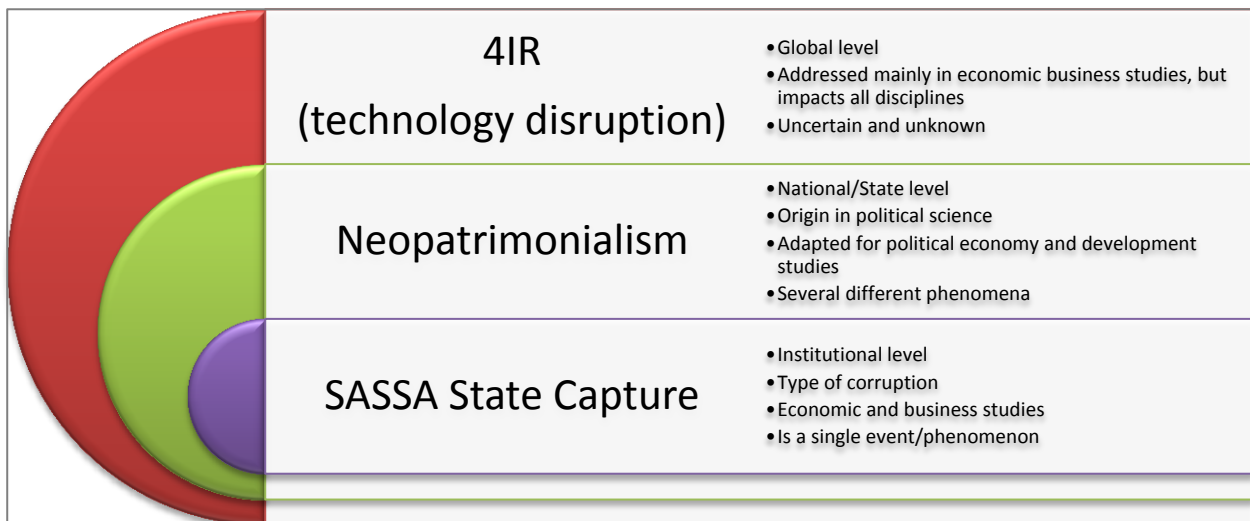 4IR
(technology disruption)
•Global level
•Addressed mainly in economic business studies, but
impacts all disciplines
•Uncertain and unknown
Neopatrimonialism
•National/State level
•Origin in political science
•Adapted for political economy and development
studies
•Several different phenomena
SASSA State Capture
•Institutional level
•Type of corruption
•Economic and business studies
•Is a single event/phenomenon